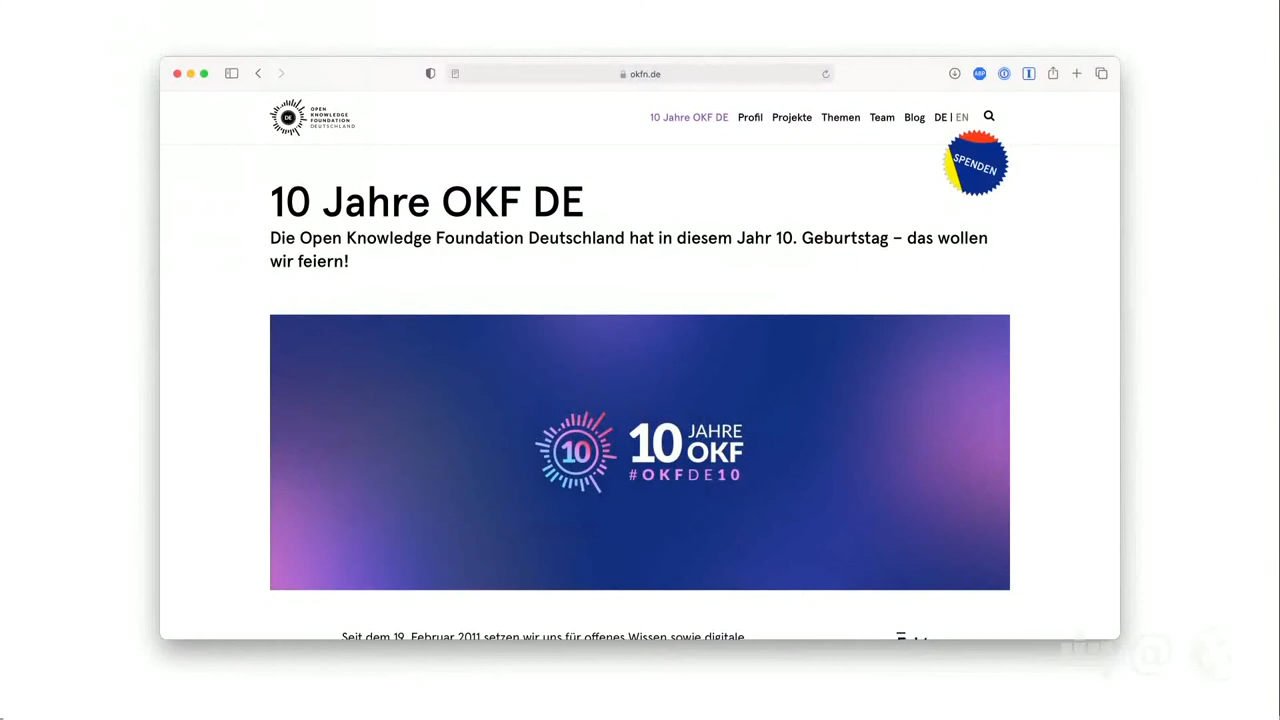 okfn.de
ABP
DE
OPEN
KNOWLEDGE
FOUNDATION
DEUTSCHLAND
10 Jahre OKF DE Profil Projekte Themen Team Blog DE | EN
SPENDEN
10 Jahre OKF DE
Die Open Knowledge Foundation Deutschland hat in diesem Jahr 10. Geburtstag – das wollen
wir feiern!
10
10 JAHRE
OKF
#OKFDE10
Seit dem 19. Februar 2011 setzen wir uns für offenes Wissen sowie digitale